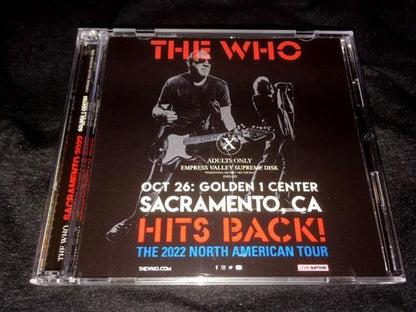 THE WHO
ADULTS ONLY
EMPRESS VALLEY SUPREME DISK
OCT 26: GOLDEN 1 CENTER
SACRAMENTO, CA
HITS BACK!
THE 2022 NORTH AMERICAN TOUR
THEWHO.COM
LIVE NATION
THE WHO SACRAMENTO 2022